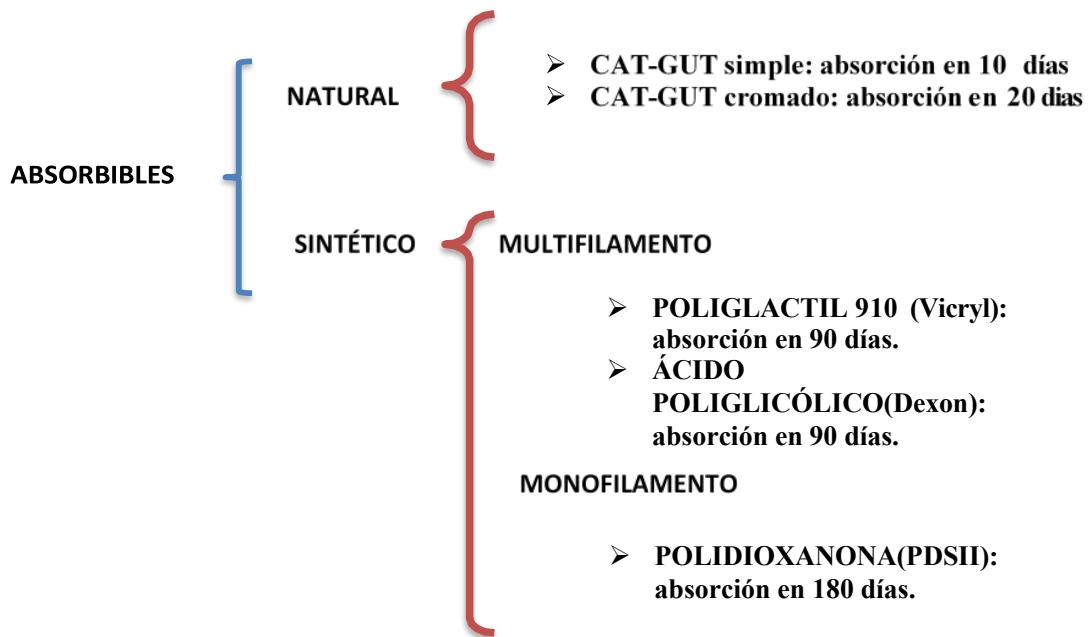 ABSORBIBLES
NATURAL
➢ CAT-GUT simple: absorción en 10 días
➢ CAT-GUT cromado: absorción en 20 dias
SINTÉTICO
MULTIFILAMENTO
➢ POLIGLACTIL 910 (Vicryl):
absorción en 90 días.
➢ ÁCIDO
POLIGLICÓLICO(Dexon):
absorción en 90 días.
MONOFILAMENTO
➢ POLIDIOXANONA(PDSII):
absorción en 180 días.